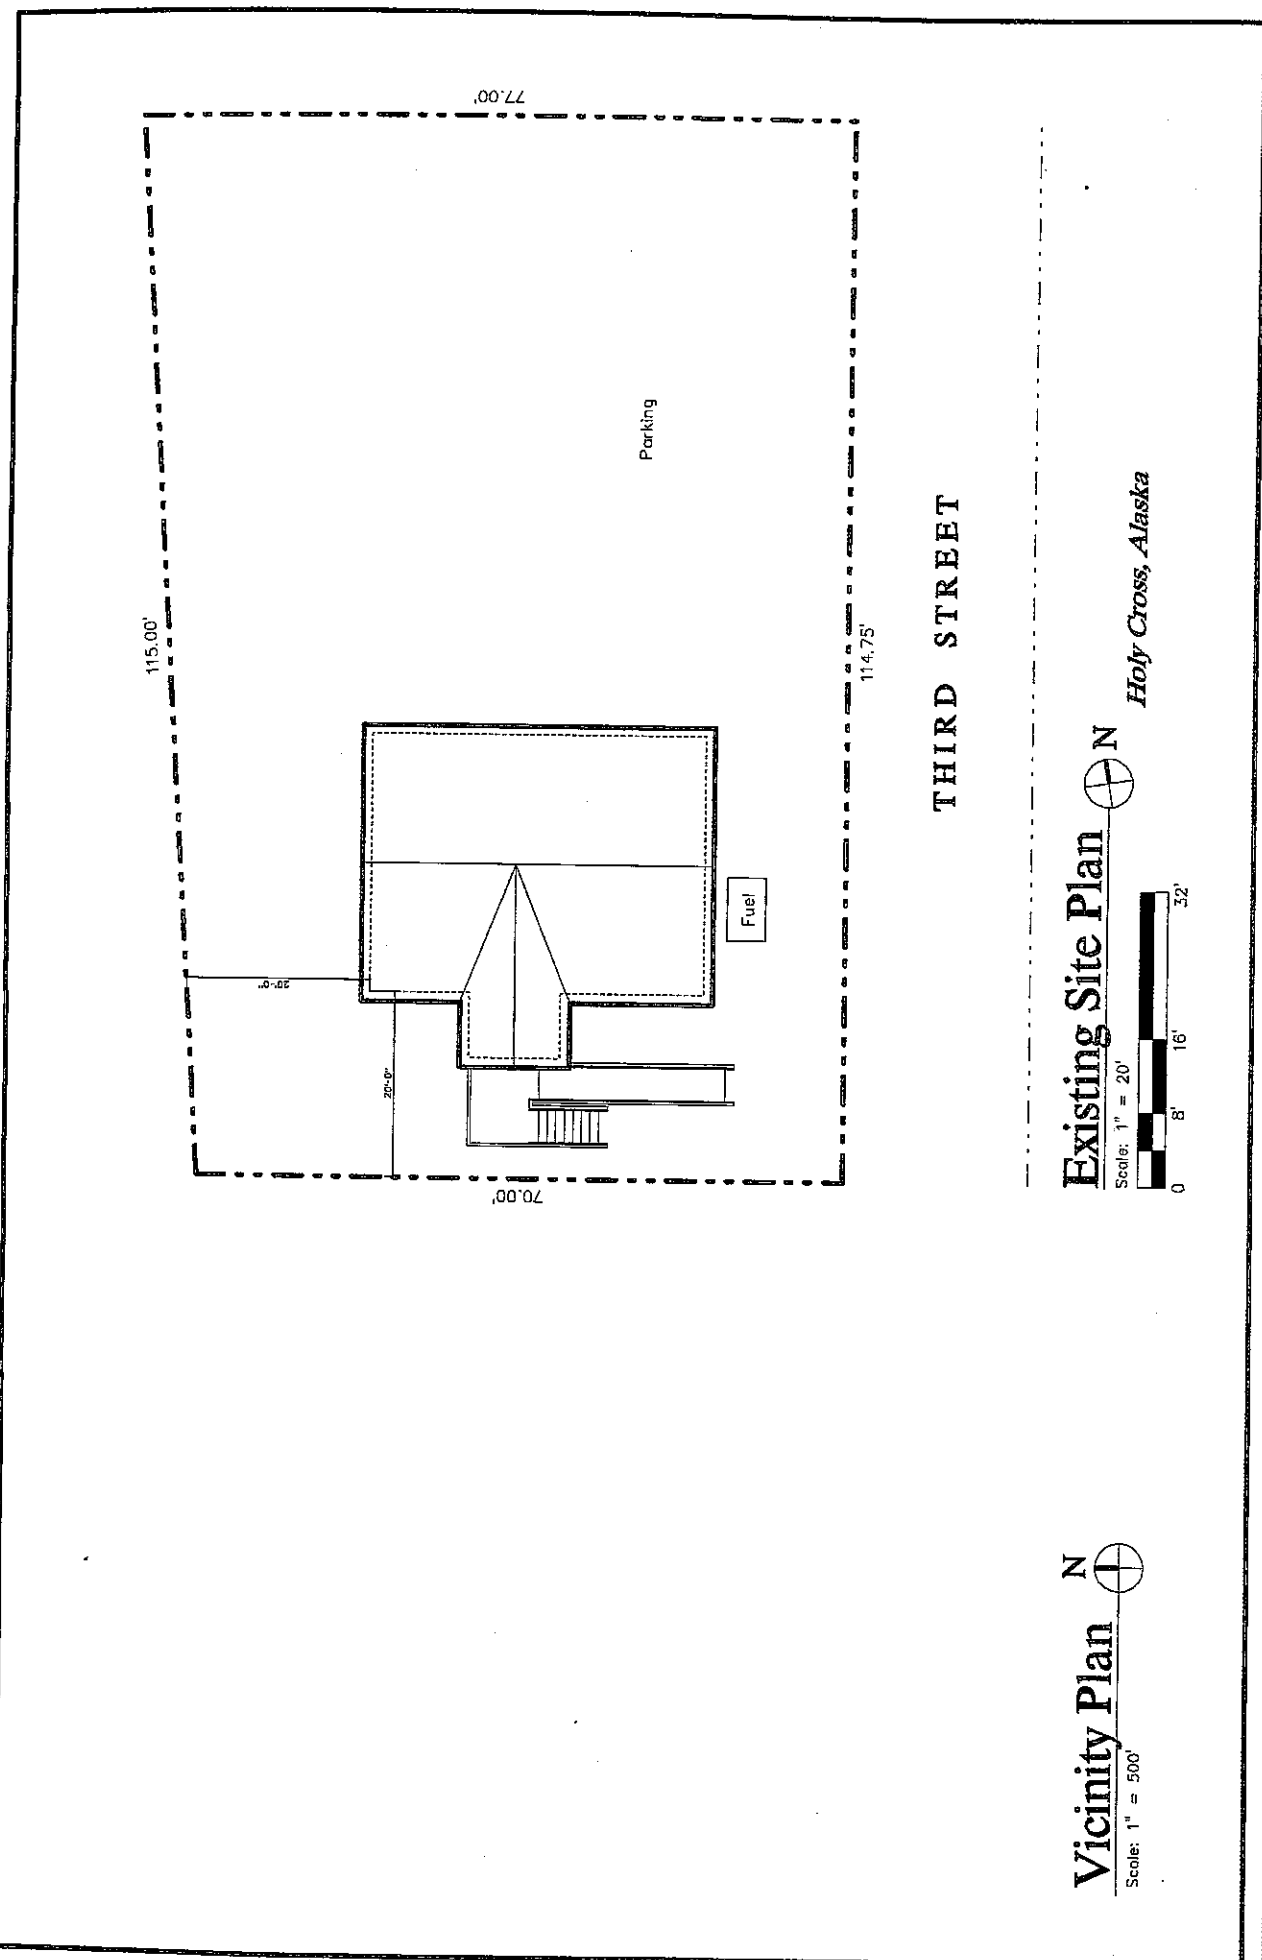 77.00'
115.00'
Parking
114.75'
Fuel
20'-0"
20'-0"
70.00'
THIRD STREET
Existing Site Plan
N
Scale: 1" = 20'
0 8' 16' 32'
Holy Cross, Alaska
Vicinity Plan
N
Scale: 1" = 500'